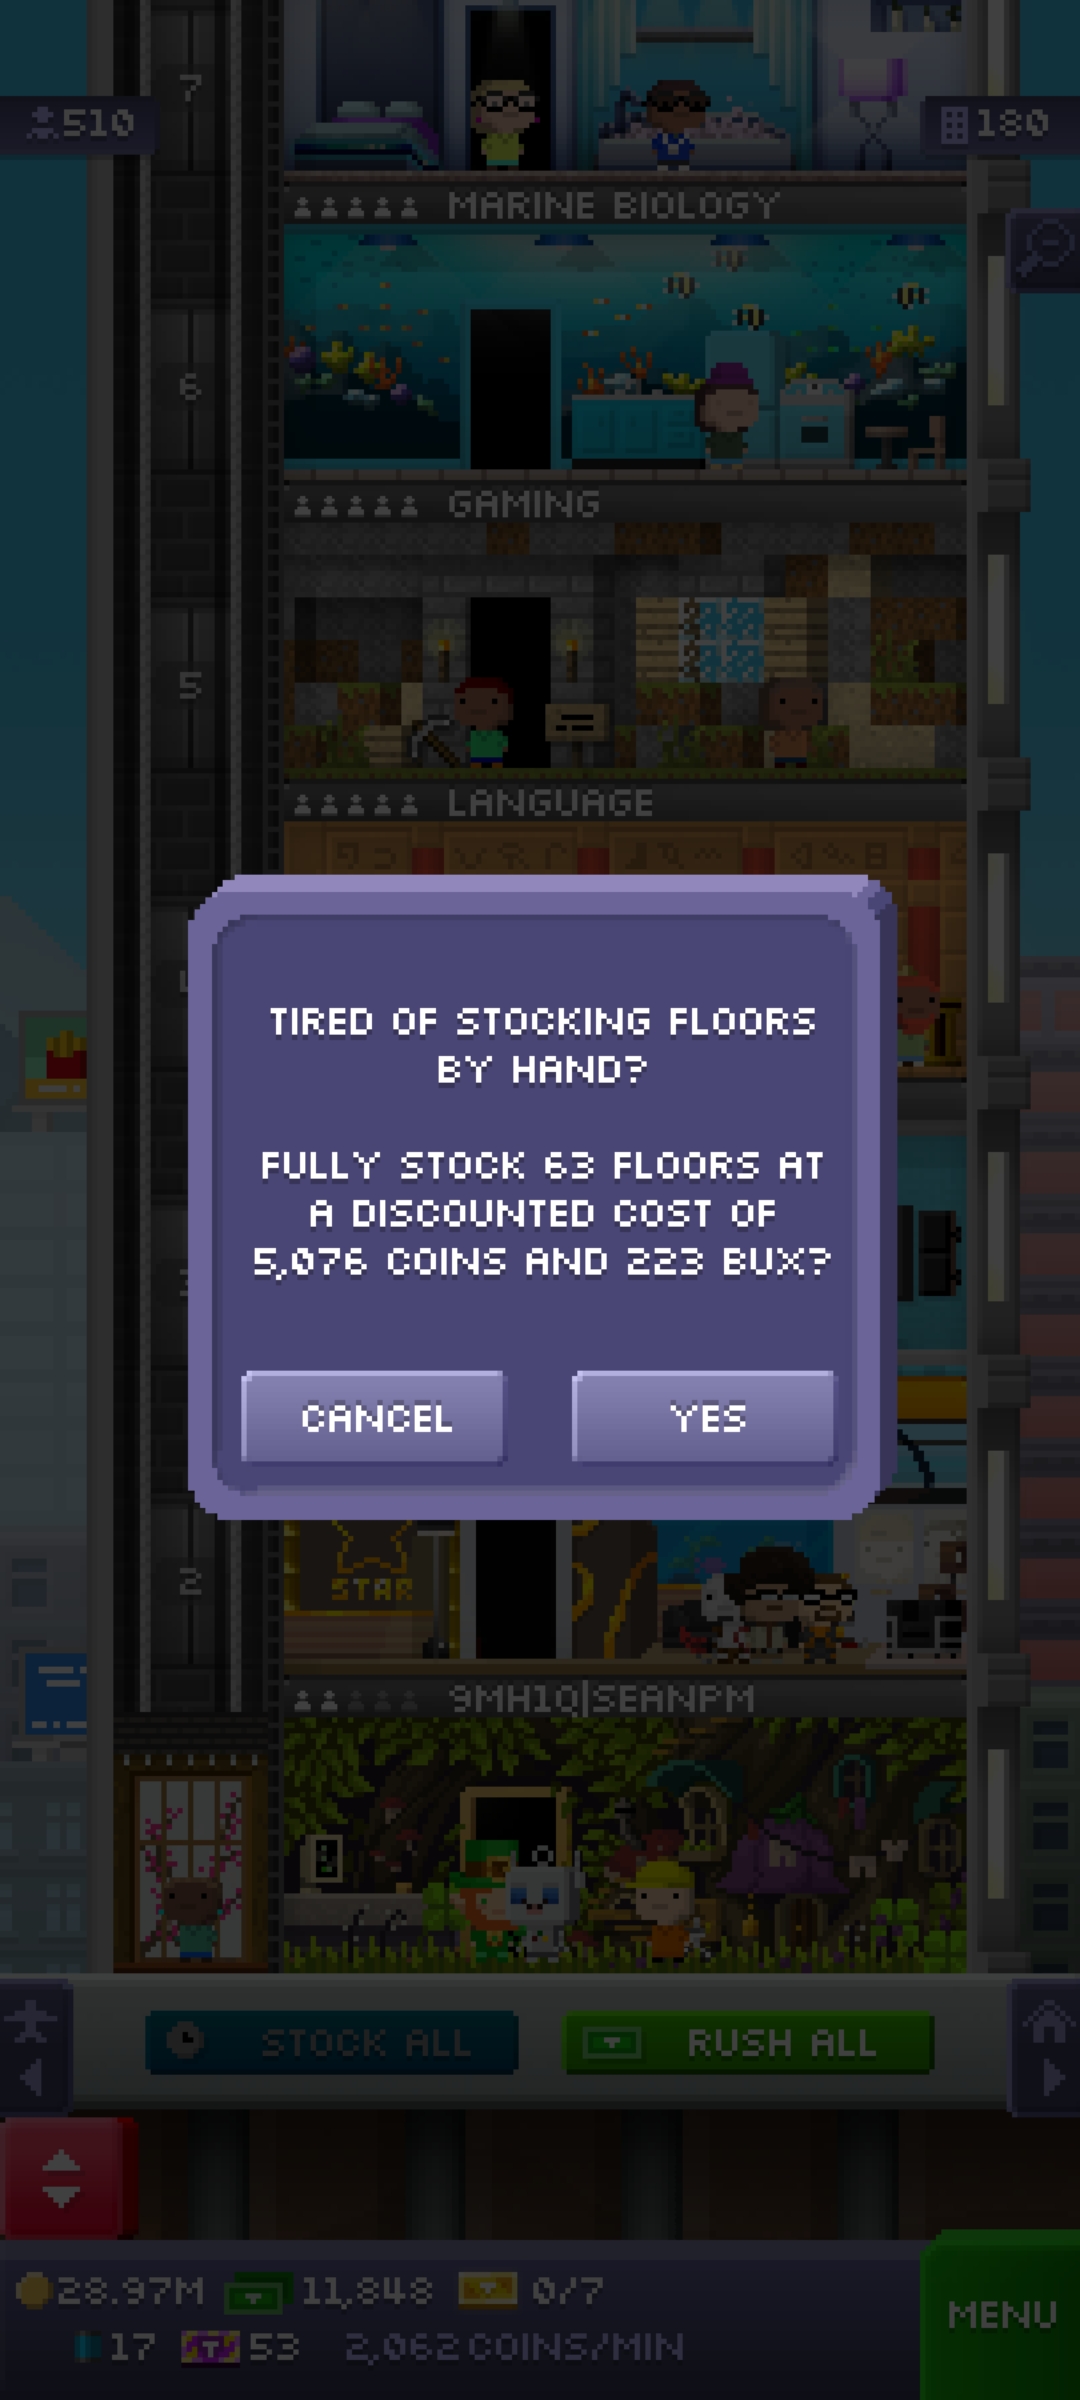 7
510
180
MARINE BIOLOGY
6
GAMING
5
LANGUAGE
TIRED OF STOCKING FLOORS
BY HAND?
FULLY STOCK 63 FLOORS AT
A DISCOUNTED COST OF
5,076 COINS AND 223 BUX?
CANCEL
YES
2
STAR
9MH1Q|SEANPM
STOCK ALL
RUSH ALL
28.97M
11,848
0/7
MENU
17
53
2,062 COINS/MIN